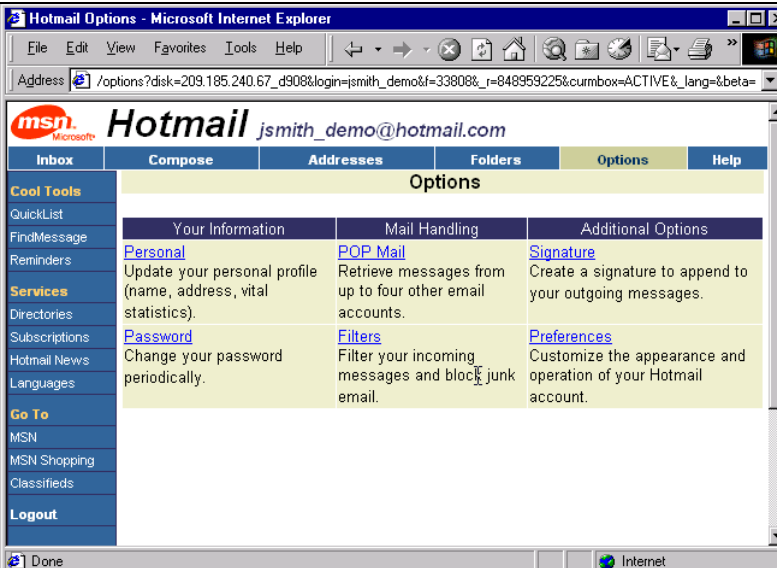 Hotmail Options - Microsoft Internet Explorer
File Edit View Favorites Tools Help »
Address /options?disk=209.185.240.67_d908&login=jsmith_demo&f=33808&_r=848959225&curmbox=ACTIVE&_lang=&beta=
msn. Microsoft Hotmail jsmith_demo@hotmail.com
Inbox Compose Addresses Folders Options Help
Options
Cool Tools
QuickList
FindMessage
Reminders
Services
Directories
Subscriptions
Hotmail News
Languages
Go To
MSN
MSN Shopping
Classifieds
Logout
Your Information
Personal
Update your personal profile
(name, address, vital
statistics).
Password
Change your password
periodically.
Mail Handling
POP Mail
Retrieve messages from
up to four other email
accounts.
Filters
Filter your incoming
messages and block junk
email.
Additional Options
Signature
Create a signature to append to
your outgoing messages.
Preferences
Customize the appearance and
operation of your Hotmail
account.
Done Internet